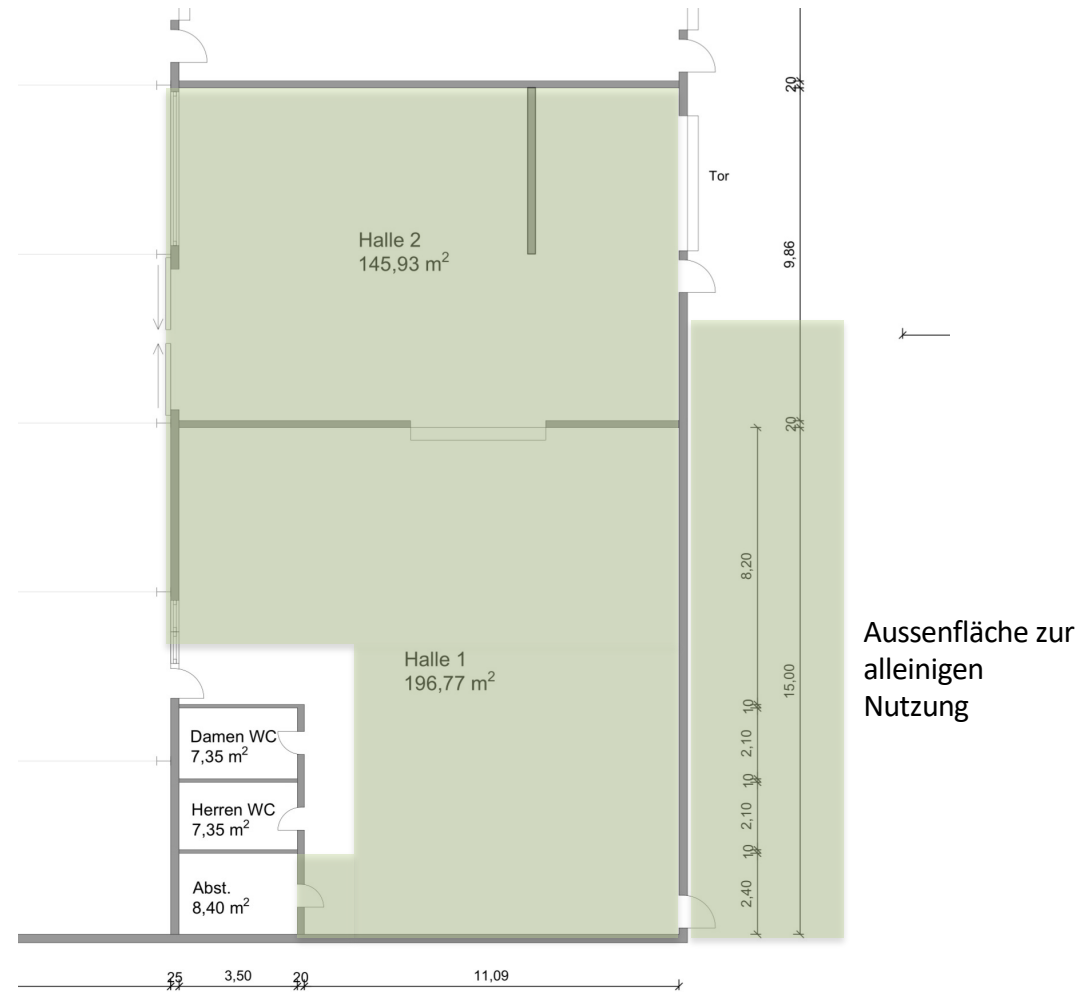 20
Tor
Halle 2
145,93 m²
9,86
20
8,20
Aussenfläche zur
alleinigen
Nutzung
Halle 1
196,77 m²
15,00
10
Damen WC
7,35 m²
2,10
10
Herren WC
7,35 m²
2,10
10
Abst.
8,40 m²
2,40
25
3,50
20
11,09